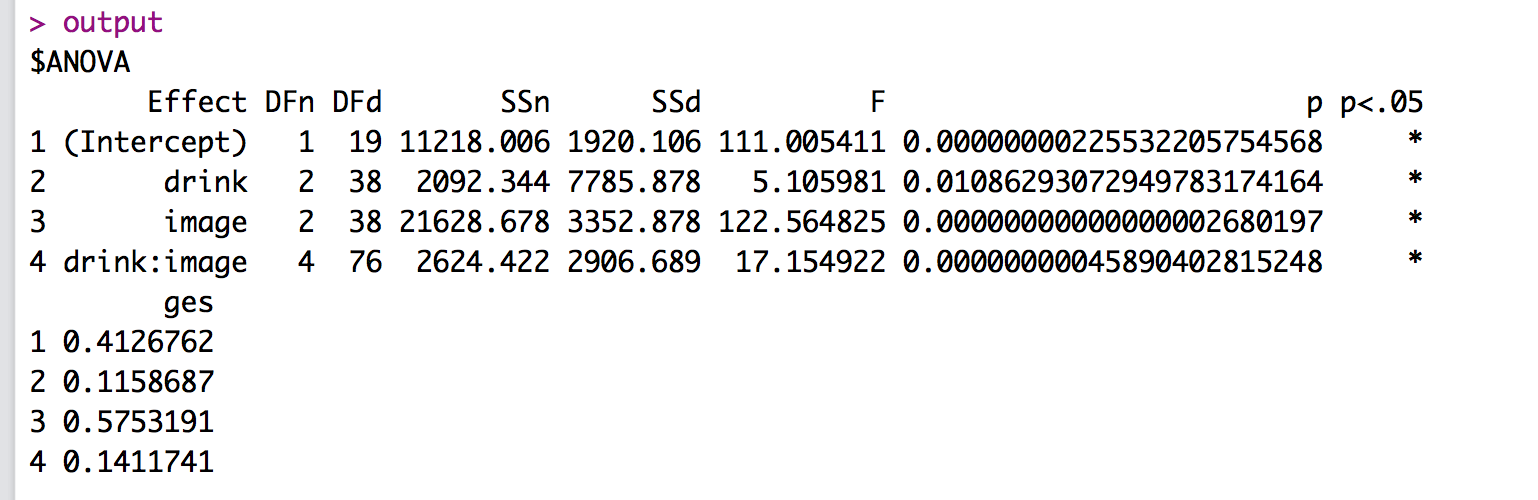 > output
$ANOVA
Effect DFn DFd SSn SSd F p p<.05
1 (Intercept) 1 19 11218.006 1920.106 111.005411 0.00000000225532205754568 *
2 drink 2 38 2092.344 7785.878 5.105981 0.01086293072949783174164 *
3 image 2 38 21628.678 3352.878 122.564825 0.00000000000000002680197 *
4 drink:image 4 76 2624.422 2906.689 17.154922 0.00000000045890402815248 *
ges
1 0.4126762
2 0.1158687
3 0.5753191
4 0.1411741